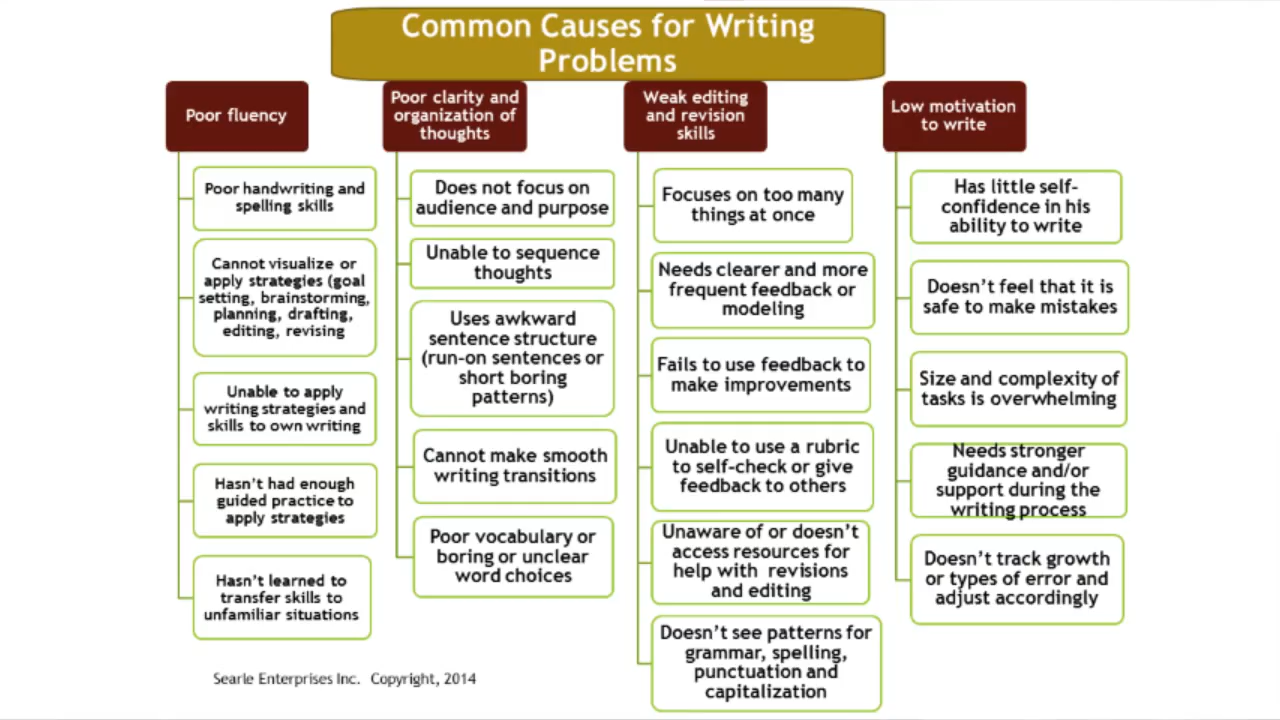 Common Causes for Writing
Problems
Poor fluency
Poor handwriting and
spelling skills
Cannot visualize or
apply strategies (goal
setting, brainstorming,
planning, drafting,
editing, revising
Unable to apply
writing strategies and
skills to own writing
Hasn't had enough
guided practice to
apply strategies
Hasn't learned to
transfer skills to
unfamiliar situations
Poor clarity and
organization of
thoughts
Does not focus on
audience and purpose
Unable to sequence
thoughts
Uses awkward
sentence structure
(run-on sentences or
short boring
patterns)
Cannot make smooth
writing transitions
Poor vocabulary or
boring or unclear
word choices
Weak editing
and revision
skills
Focuses on too many
things at once
Needs clearer and more
frequent feedback or
modeling
Fails to use feedback to
make improvements
Unable to use a rubric
to self-check or give
feedback to others
Unaware of or doesn't
access resources for
help with revisions
and editing
Doesn't see patterns for
grammar, spelling,
punctuation and
capitalization
Low motivation
to write
Has little self-
confidence in his
ability to write
Doesn't feel that it is
safe to make mistakes
Size and complexity of
tasks is overwhelming
Needs stronger
guidance and/or
support during the
writing process
Doesn't track growth
or types of error and
adjust accordingly
Searle Enterprises Inc. Copyright, 2014